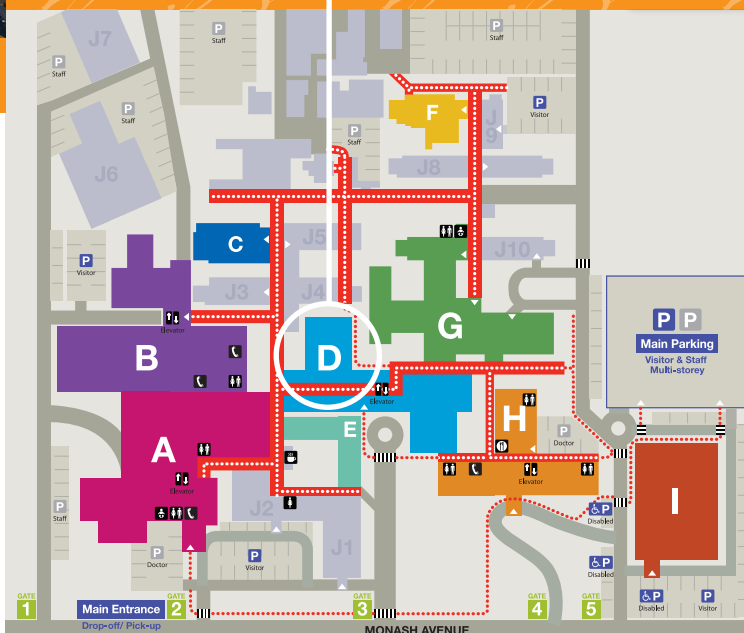 J7
P
Staff
P
Staff
P
Staff
P
Staff
J6
P
Staff
F
J
9
P
Visitor
J8
C
J5
J10
P
Visitor
J3
J4
G
Elevator
B
D
P P
Main Parking
Visitor & Staff
Multi-storey
Elevator
H
E
P
Doctor
A
Elevator
Elevator
I
P
Staff
J2
P
Disabled
P
Doctor
P
Visitor
J1
P
Disabled
P
Disabled
P
Visitor
GATE
1
Main Entrance
Drop-off/ Pick-up
GATE
2
GATE
3
GATE
4
GATE
5
MONASH AVENUE